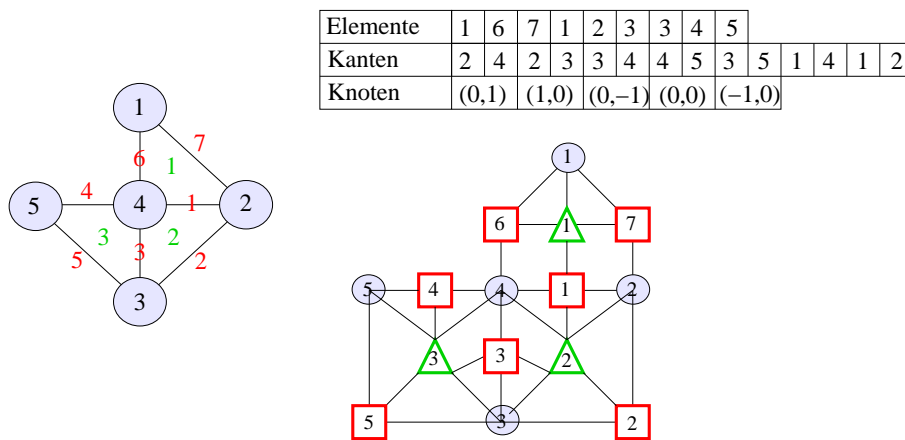 Elemente 1 6 7 1 2 3 3 4 5
Kanten 2 4 2 3 3 4 4 5 3 5 1 4 1 2
Knoten (0,1) (1,0) (0,−1) (0,0) (−1,0)
1
7
6 1
4 1
5 4 2
3 3 2
5 2
3
1
6 1 7
5 4 4 1 2
3 3 2
5 3 2